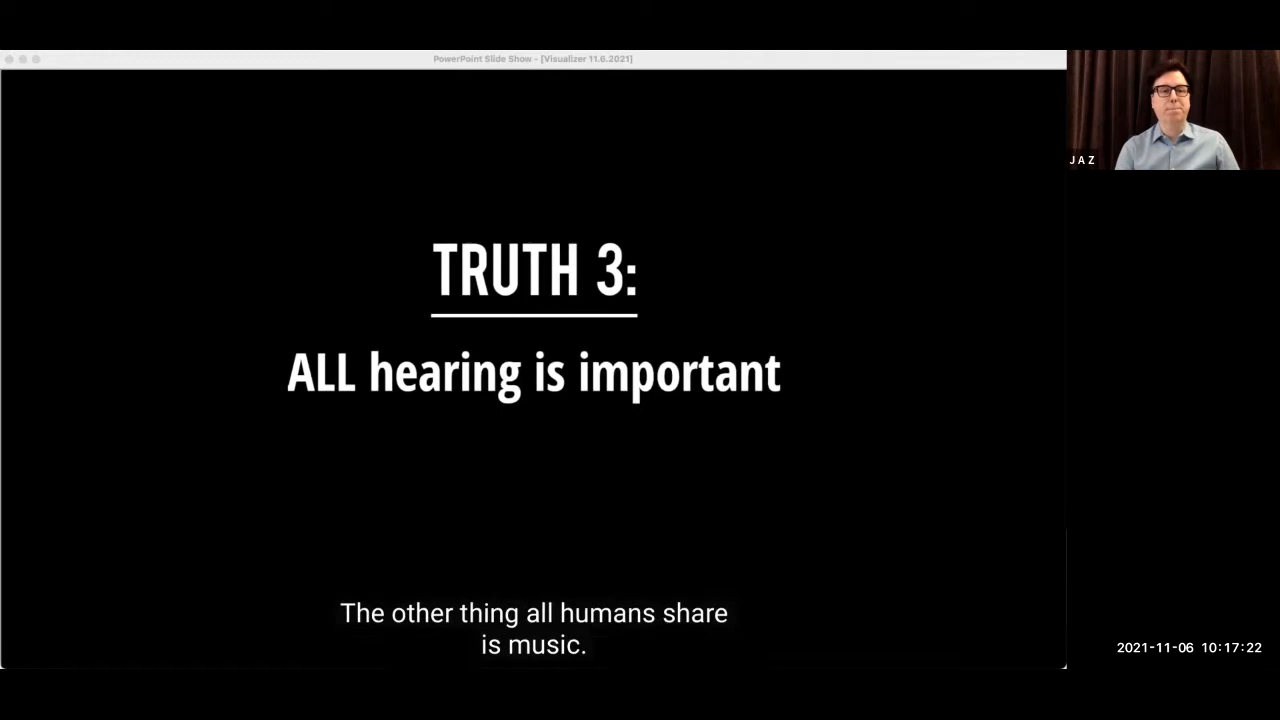 PowerPoint Slide Show - [Visualizer 11.6.2021]
J A Z
TRUTH 3:
ALL hearing is important
The other thing all humans share
is music.
2021-11-06 10:17:22